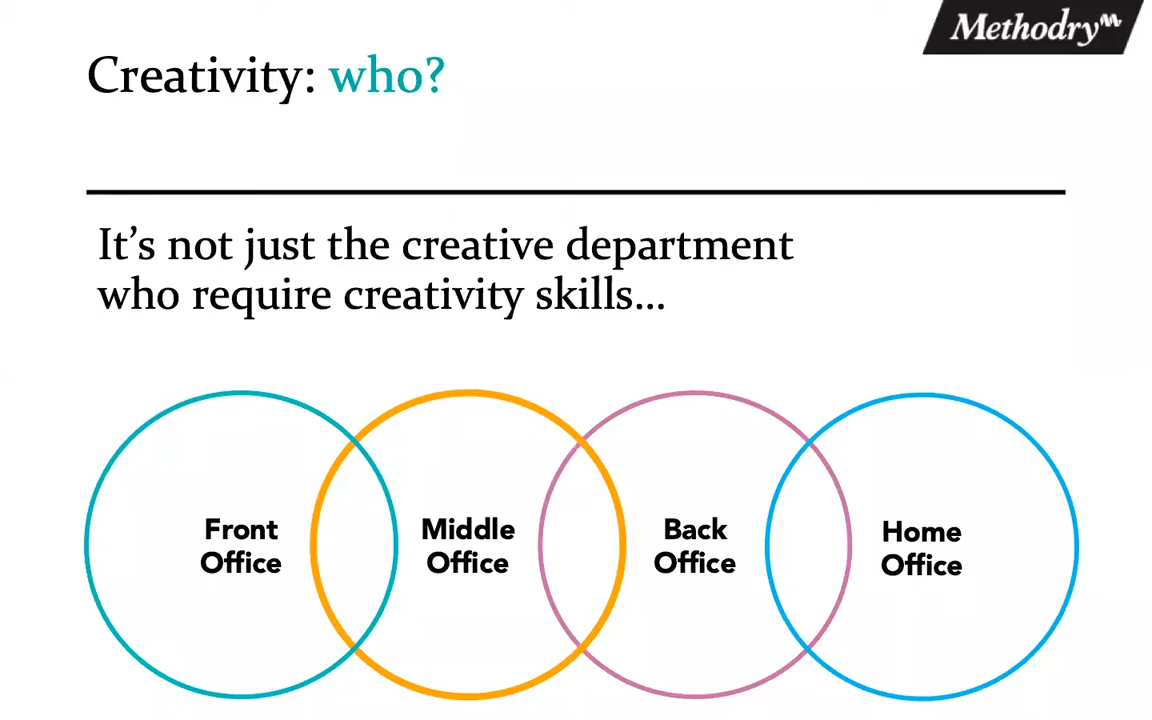 Methodry
Creativity: who?
It's not just the creative department
who require creativity skills...
Front
Office
Middle
Office
Back
Office
Home
Office